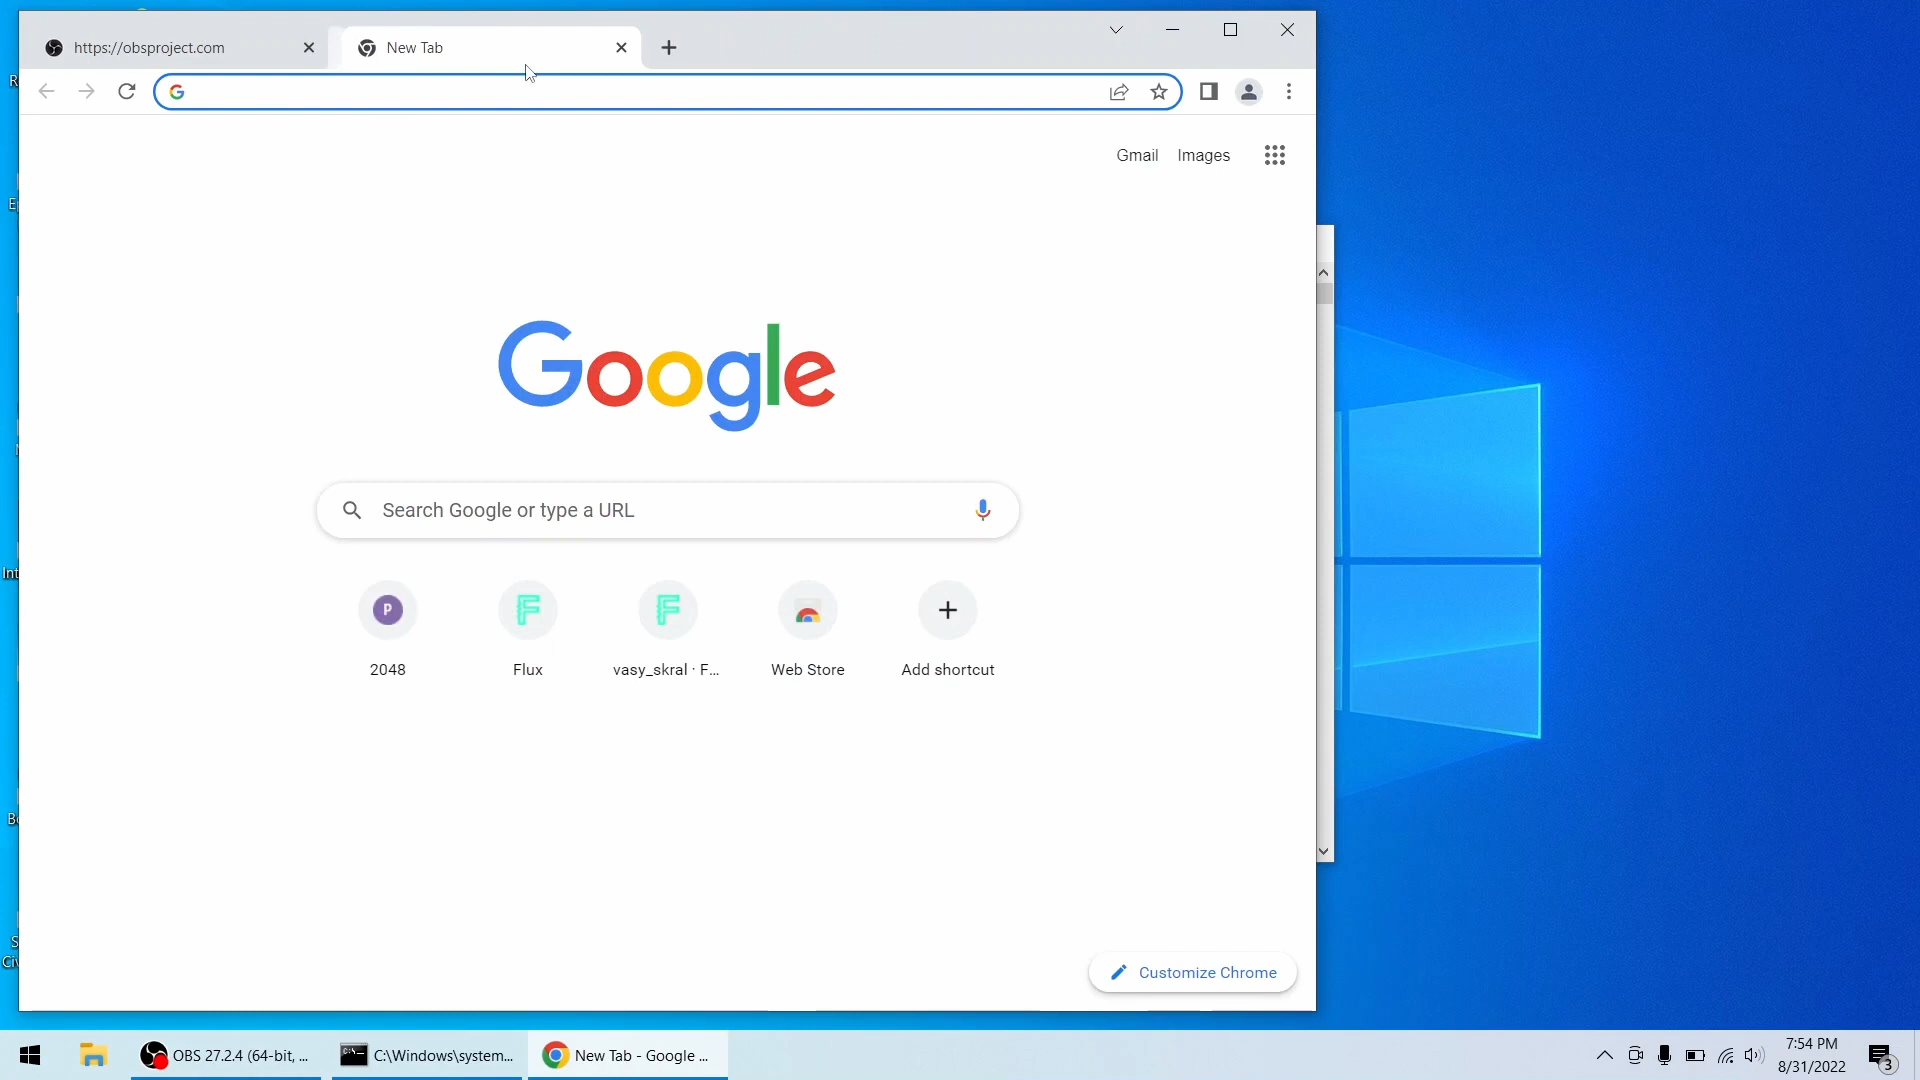 https://obsproject.com
New Tab
Gmail Images
Google
Search Google or type a URL
P
2048
Flux
vasy_skral · F...
Web Store
Add shortcut
Customize Chrome
OBS 27.2.4 (64-bit, ...
C:\Windows\system...
New Tab - Google ...
7:54 PM
8/31/2022
3